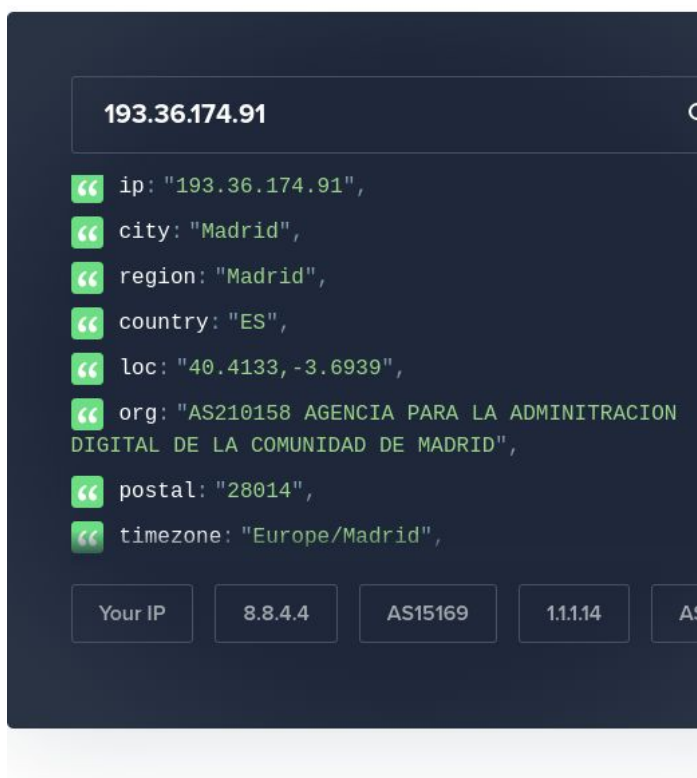 193.36.174.91
ip: "193.36.174.91",
city: "Madrid",
region: "Madrid",
country: "ES",
loc: "40.4133,-3.6939",
org: "AS210158 AGENCIA PARA LA ADMINITRACION
DIGITAL DE LA COMUNIDAD DE MADRID",
postal: "28014",
timezone: "Europe/Madrid",
Your IP 8.8.4.4 AS15169 1.1.1.14